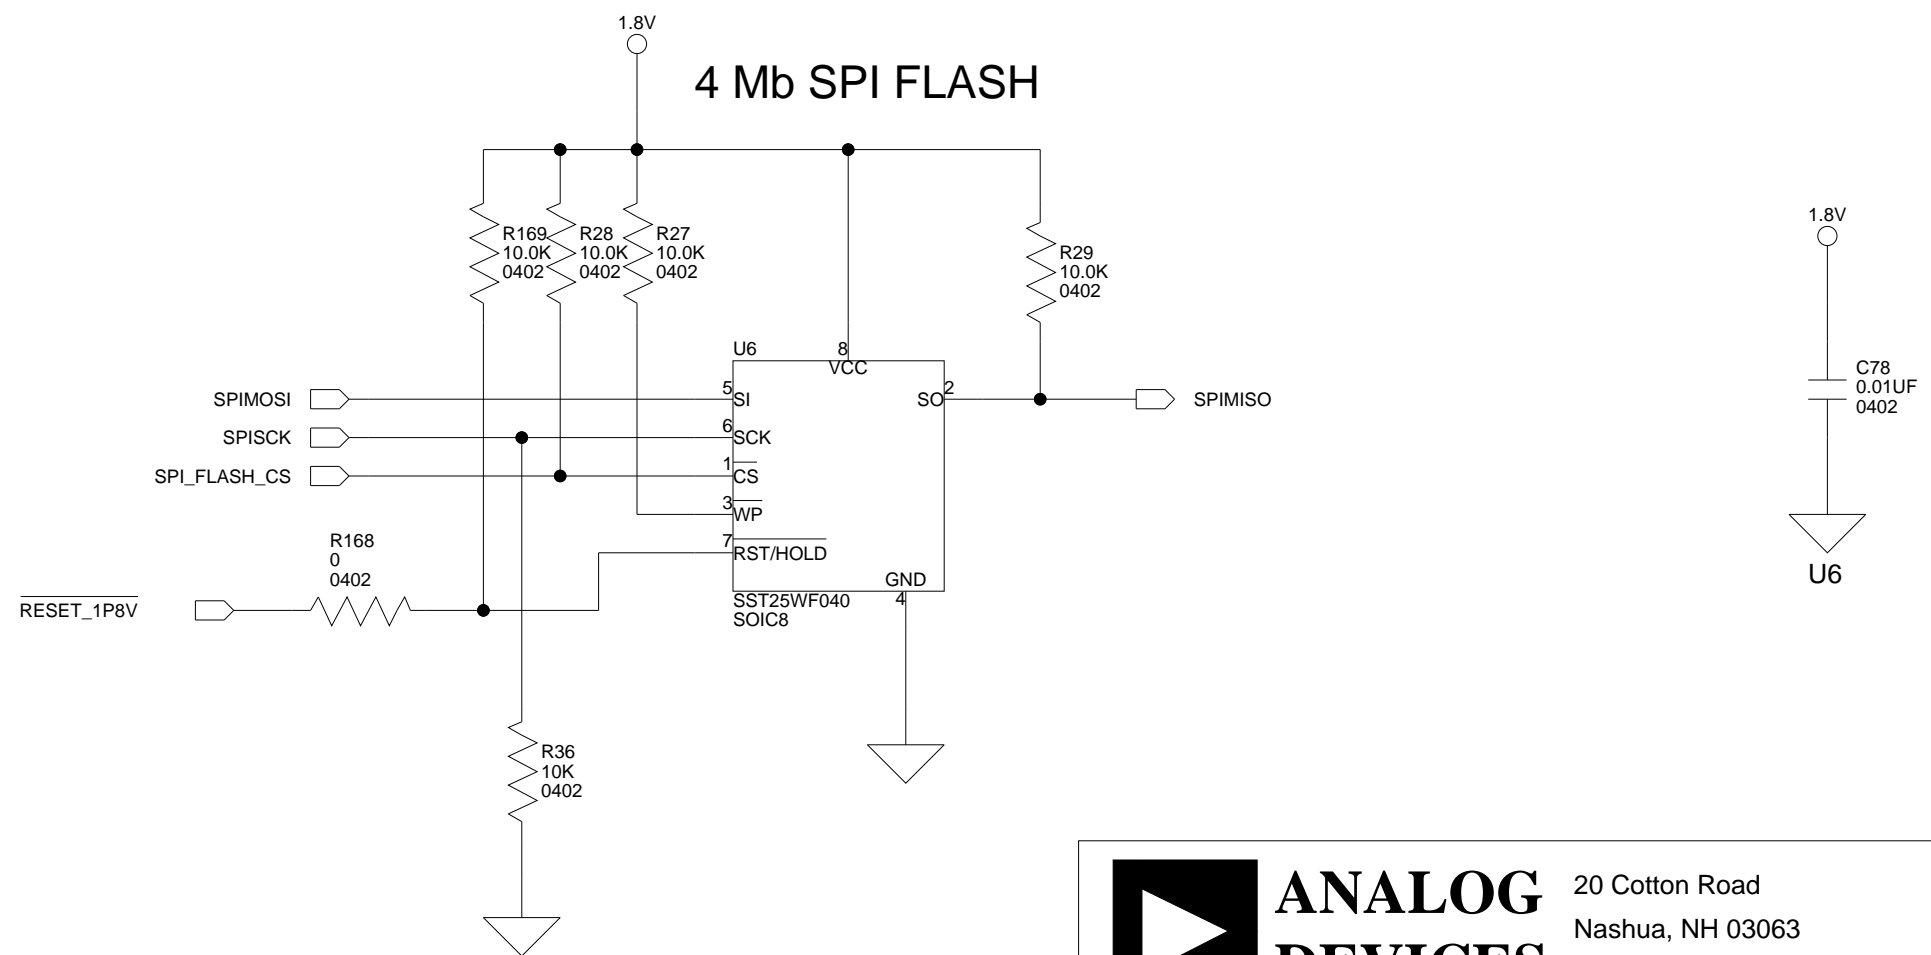 1.8V
4 Mb SPI FLASH
R169
10.0K
0402
R28
10.0K
0402
R27
10.0K
0402
R29
10.0K
0402
1.8V
C78
0.01UF
0402
U6
U6
8
VCC
SPIMOSI
5
SI
SO
2
SPIMISO
SPISCK
6
SCK
SPI_FLASH_CS
1
CS
3
WP
R168
0
0402
7
RST/HOLD
RESET_1P8V
GND
4
SST25WF040
SOIC8
R36
10K
0402
ANALOG
DEVICES
20 Cotton Road
Nashua, NH 03063